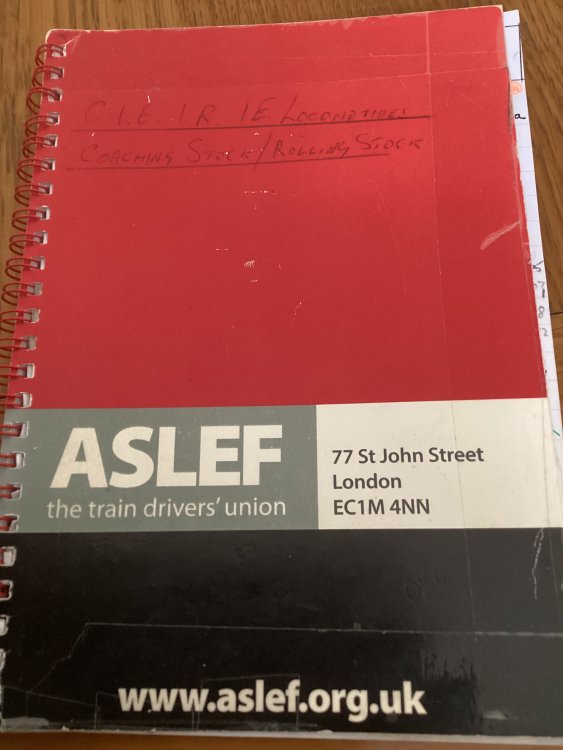 C I.E. I.R IE. LOCOMOTIVES
COACHING STOCK/ROLLING STOCK
ASLEF
the train drivers' union
77 St John Street
London
EC1M 4NN
www.aslef.org.uk